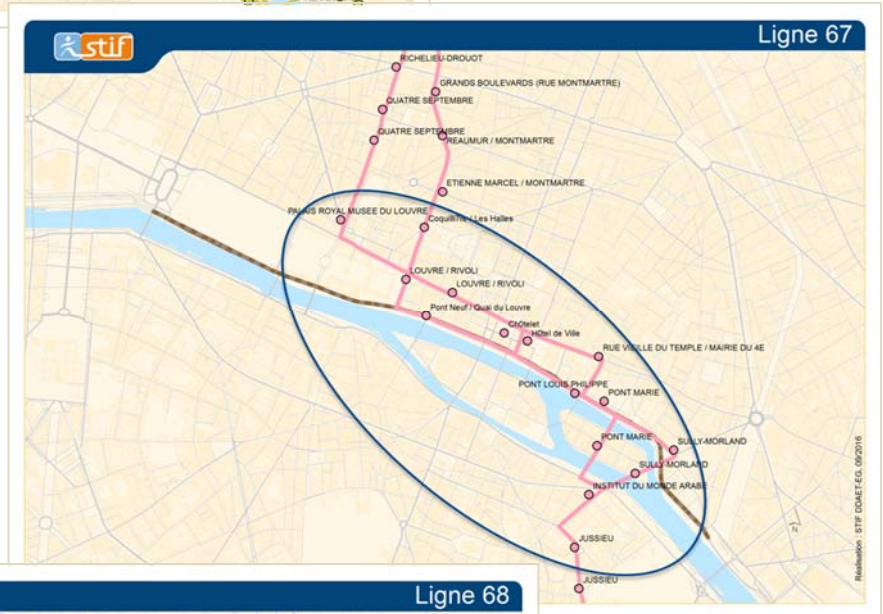 stif
Ligne 67
RICHELIEU-DROUOT
GRANDS BOULEVARDS (RUE MONTMARTRE)
QUATRE SEPTEMBRE
QUATRE SEPTEMBRE
REAUMUR / MONTMARTRE
ETIENNE MARCEL / MONTMARTRE
PALAIS ROYAL MUSEE DU LOUVRE
Coquillière / Les Halles
LOUVRE / RIVOLI
LOUVRE / RIVOLI
Pont Neuf / Quai du Louvre
Châtelet
Hôtel de Ville
RUE VIEILLE DU TEMPLE / MAIRIE DU 4E
PONT LOUIS PHILIPPE
PONT MARIE
PONT MARIE
SULLY-MORLAND
SULLY-MORLAND
INSTITUT DU MONDE ARABE
JUSSIEU
JUSSIEU
Réalisation : STIF DDAET-EG, 09/2016
Ligne 68